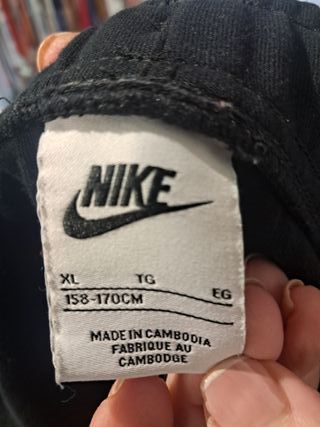 NIKE
XL TG
158-170CM EG
MADE IN CAMBODIA
FABRIQUE AU
CAMBODGE